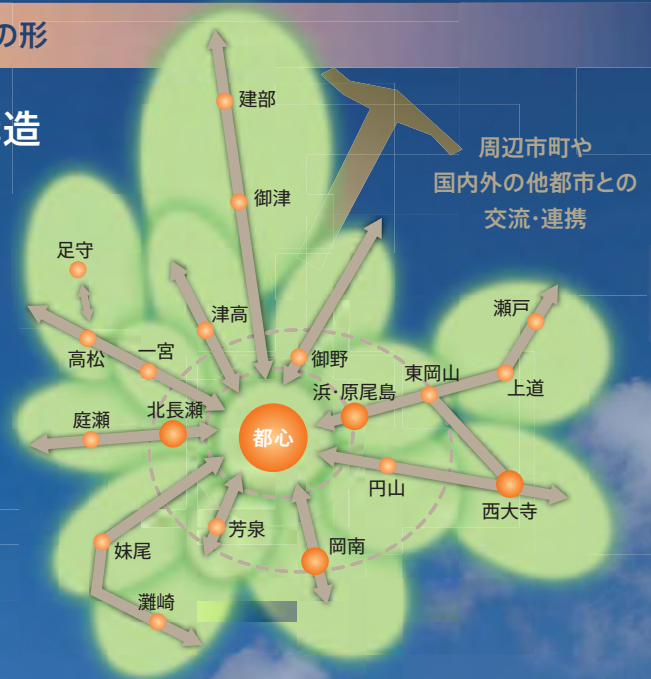 の形
造
周辺市町や
国内外の他都市との
交流・連携
建部
御津
足守
津高
高松
一宮
御野
瀬戸
上道
東岡山
浜・原尾島
北長瀬
庭瀬
都心
円山
西大寺
芳泉
岡南
妹尾
灘崎